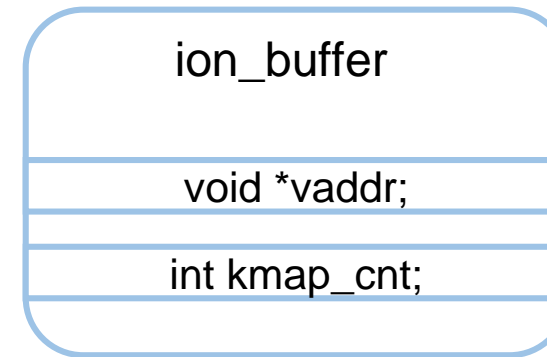 ion_buffer
void *vaddr;
int kmap_cnt;